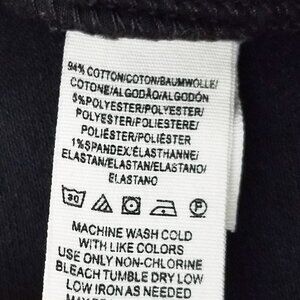 94% COTTON/COTON/BAUMWOLLE/
COTONE/ALGODÃO/ALGODÓN
5% POLYESTER/POLYESTER/
POLYESTER/POLIESTERE/
POLIÉSTER/POLIÉSTER
1% SPANDEX/ÉLASTHANNE/
ELASTAN/ELASTAN/ELASTANO/
ELASTANO
30 P
MACHINE WASH COLD
WITH LIKE COLORS
USE ONLY NON-CHLORINE
BLEACH TUMBLE DRY LOW
LOW IRON AS NEEDED